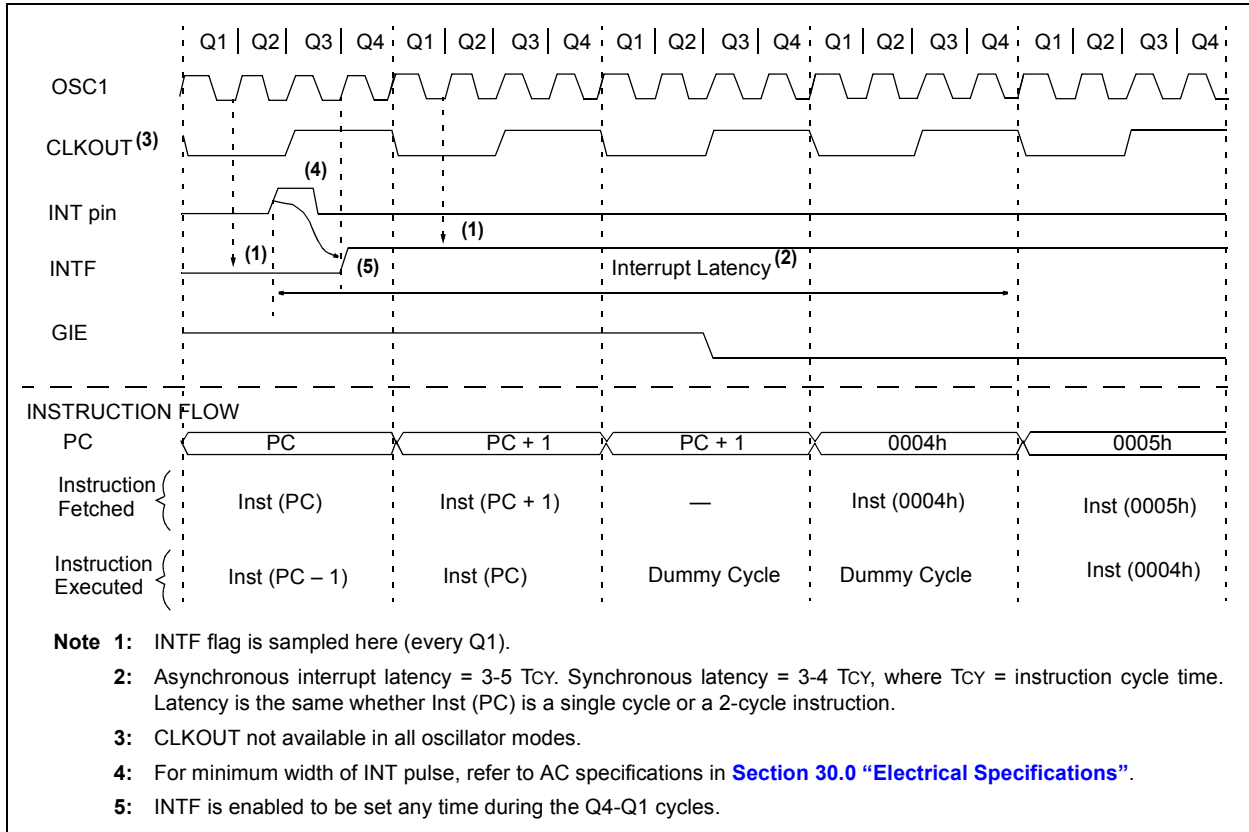 Q1 Q2 Q3 Q4 Q1 Q2 Q3 Q4 Q1 Q2 Q3 Q4 Q1 Q2 Q3 Q4 Q1 Q2 Q3 Q4
OSC1
CLKOUT (3)
(4)
INT pin
(1) (1)
INTF (5) Interrupt Latency (2)
GIE
INSTRUCTION FLOW
PC PC PC + 1 PC + 1 0004h 0005h
Instruction
Fetched Inst (PC) Inst (PC + 1) — Inst (0004h) Inst (0005h)
Instruction
Executed Inst (PC – 1) Inst (PC) Dummy Cycle Dummy Cycle Inst (0004h)
Note 1: INTF flag is sampled here (every Q1).
2: Asynchronous interrupt latency = 3-5 TCY. Synchronous latency = 3-4 TCY, where TCY = instruction cycle time.
Latency is the same whether Inst (PC) is a single cycle or a 2-cycle instruction.
3: CLKOUT not available in all oscillator modes.
4: For minimum width of INT pulse, refer to AC specifications in Section 30.0 “Electrical Specifications”.
5: INTF is enabled to be set any time during the Q4-Q1 cycles.